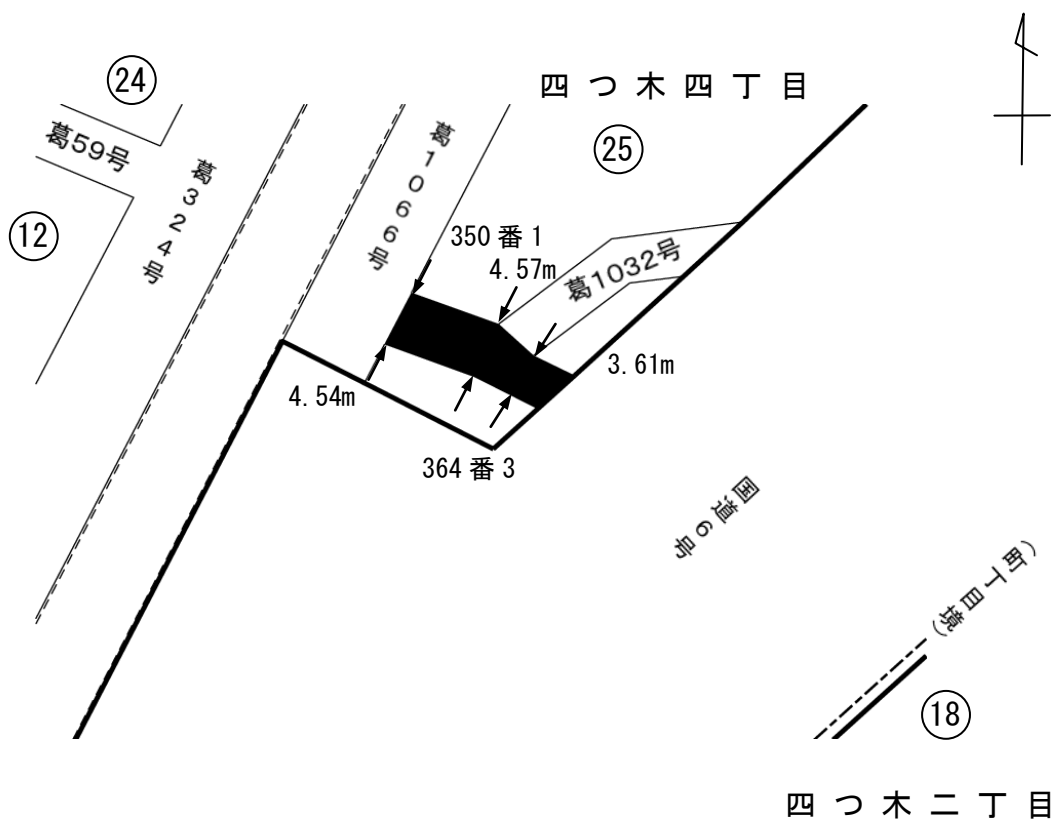 ㉔
四つ木四丁目
葛59号
葛324号
葛1066号
㉕
⑫
350番1
4.57m
葛1032号
3.61m
4.54m
364番3
国道6号
(町丁目境)
⑱
四つ木二丁目